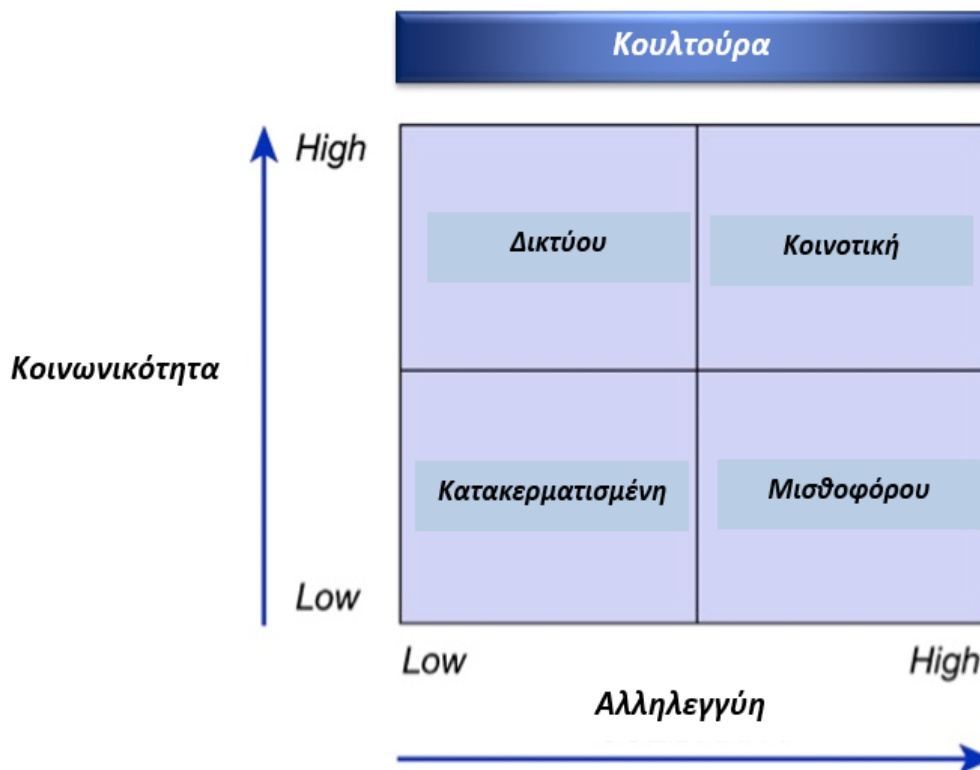 Κουλτούρα
High
Δικτύου
Κοινοτική
Κοινωνικότητα
Κατακερματισμένη
Μισθοφόρου
Low
Low
High
Αλληλεγγύη